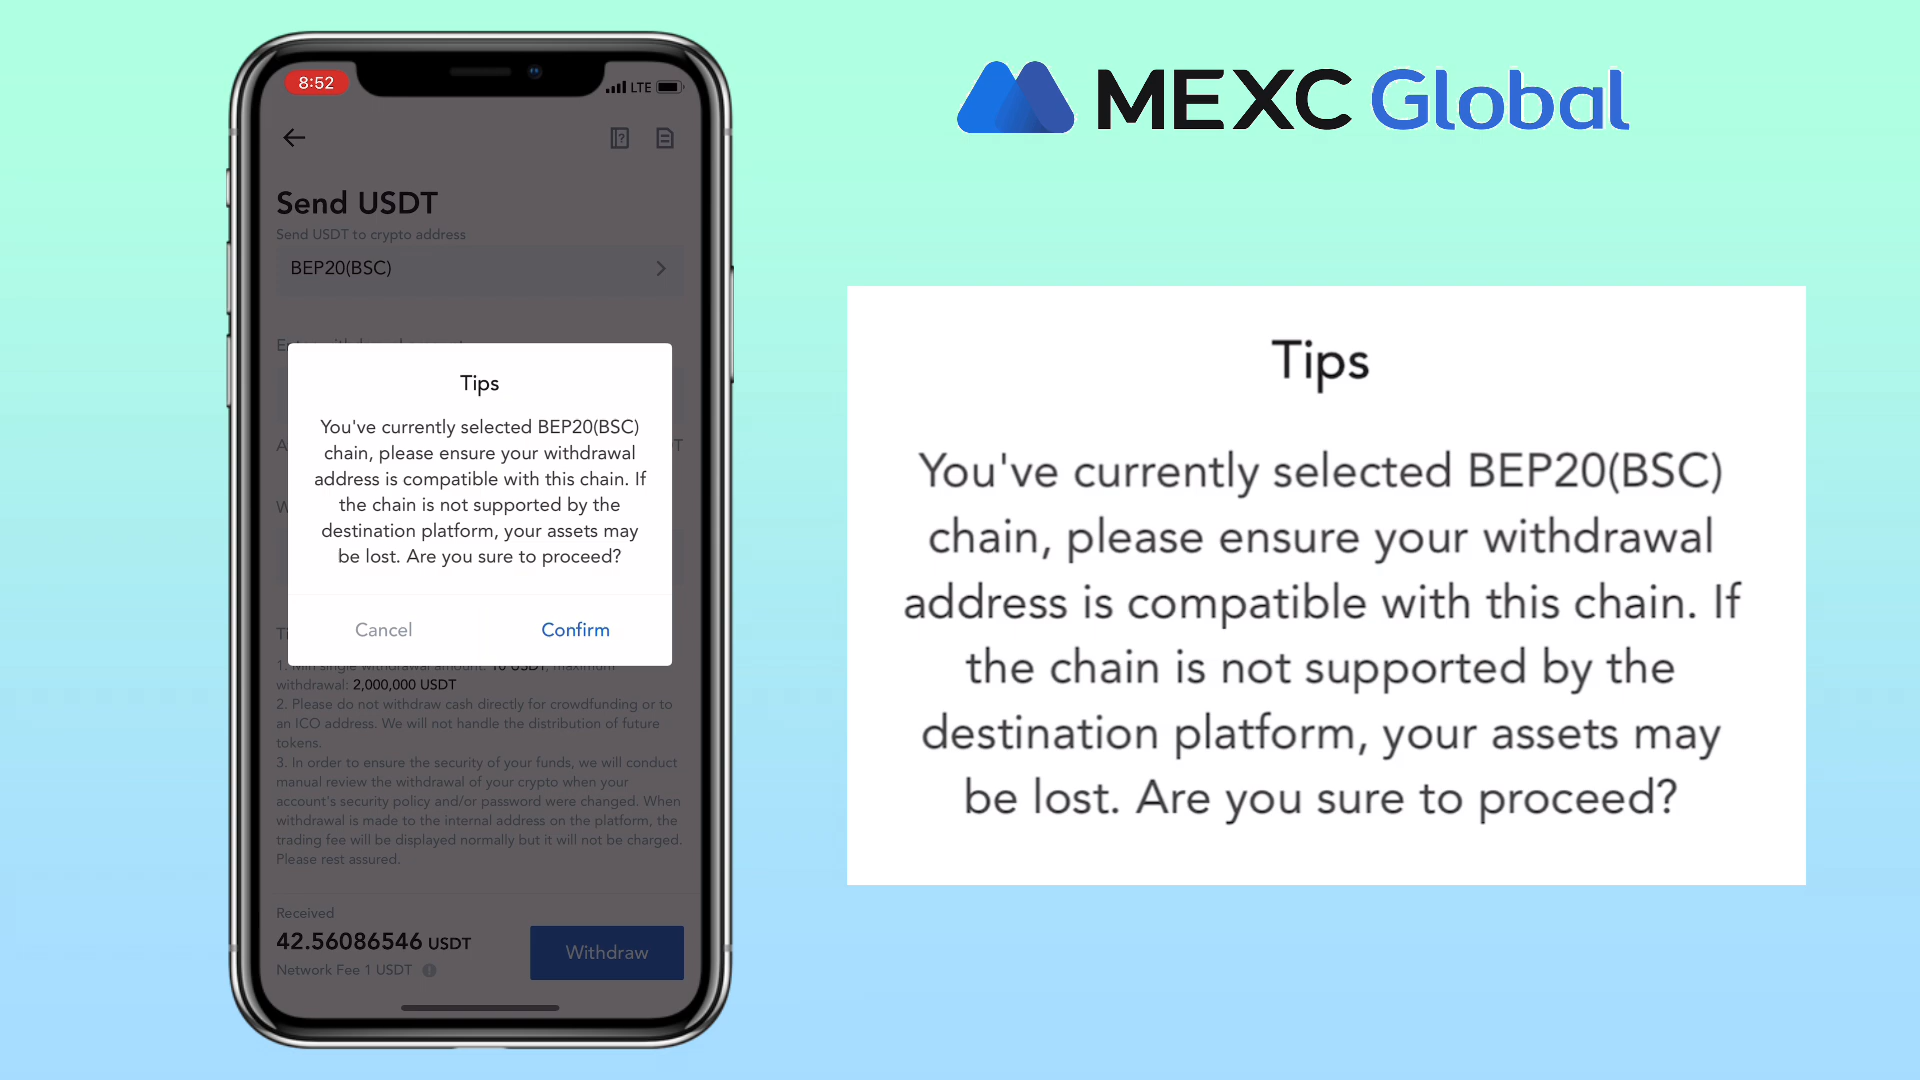 8:52
LTE
Send USDT
Send USDT to crypto address
BEP20(BSC)
Tips
You've currently selected BEP20(BSC)
chain, please ensure your withdrawal
address is compatible with this chain. If
the chain is not supported by the
destination platform, your assets may
be lost. Are you sure to proceed?
Cancel
Confirm
1. Min single withdrawal amount: 10 USDT, maximum
withdrawal: 2,000,000 USDT
2. Please do not withdraw cash directly for crowdfunding or to
an ICO address. We will not handle the distribution of future
tokens.
3. In order to ensure the security of your funds, we will conduct
manual review the withdrawal of your crypto when your
account's security policy and/or password were changed. When
withdrawal is made to the internal address on the platform, the
trading fee will be displayed normally but it will not be charged.
Please rest assured.
Received
42.56086546 USDT
Network Fee 1 USDT
Withdraw
MEXC Global
Tips
You've currently selected BEP20(BSC)
chain, please ensure your withdrawal
address is compatible with this chain. If
the chain is not supported by the
destination platform, your assets may
be lost. Are you sure to proceed?